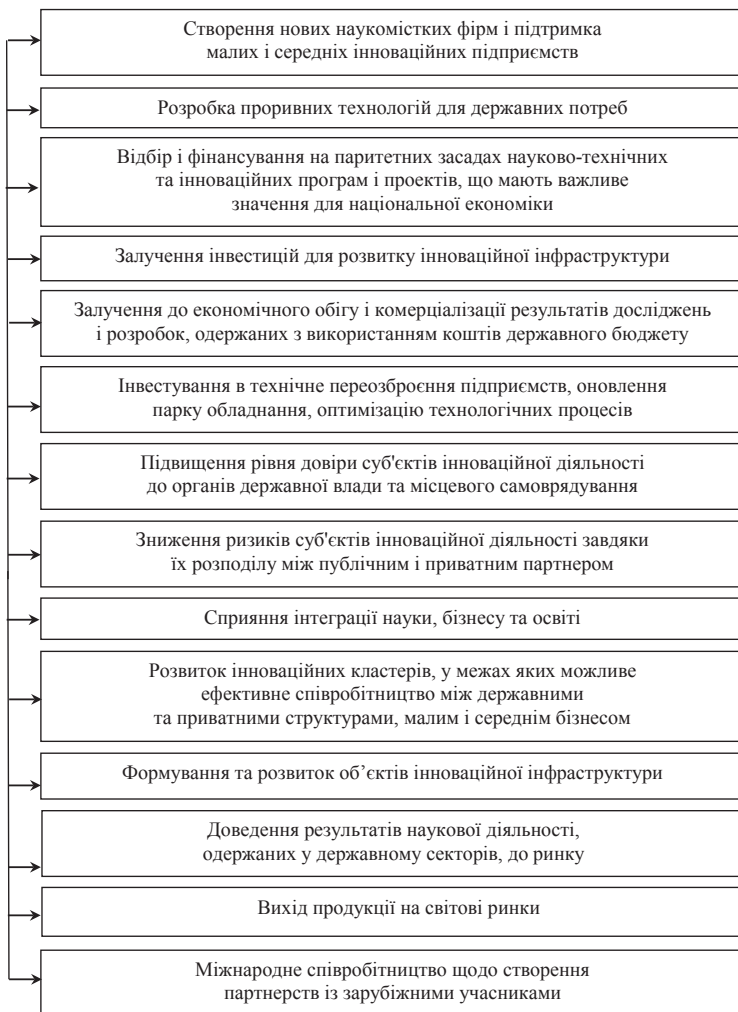 Створення нових наукомістких фірм і підтримка
малих і середніх інноваційних підприємств
Розробка проривних технологій для державних потреб
Відбір і фінансування на паритетних засадах науково-технічних
та інноваційних програм і проектів, що мають важливе
значення для національної економіки
Залучення інвестицій для розвитку інноваційної інфраструктури
Залучення до економічного обігу і комерціалізації результатів досліджень
і розробок, одержаних з використанням коштів державного бюджету
Інвестування в технічне переозброєння підприємств, оновлення
парку обладнання, оптимізацію технологічних процесів
Підвищення рівня довіри суб'єктів інноваційної діяльності
до органів державної влади та місцевого самоврядування
Зниження ризиків суб'єктів інноваційної діяльності завдяки
їх розподілу між публічним і приватним партнером
Сприяння інтеграції науки, бізнесу та освіті
Розвиток інноваційних кластерів, у межах яких можливе
ефективне співробітництво між державними
та приватними структурами, малим і середнім бізнесом
Формування та розвиток об’єктів інноваційної інфраструктури
Доведення результатів наукової діяльності,
одержаних у державному секторів, до ринку
Вихід продукції на світові ринки
Міжнародне співробітництво щодо створення
партнерств із зарубіжними учасниками